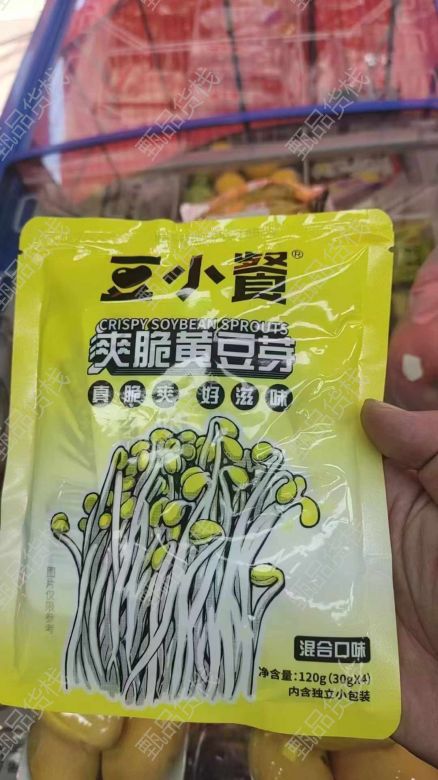 豆小餐®
CRISPY SOYBEAN SPROUTS
爽脆黄豆芽
真脆爽 好滋味
图片仅限参考
混合口味
净含量:120g(30gX4)
内含独立小包装
甄品货栈